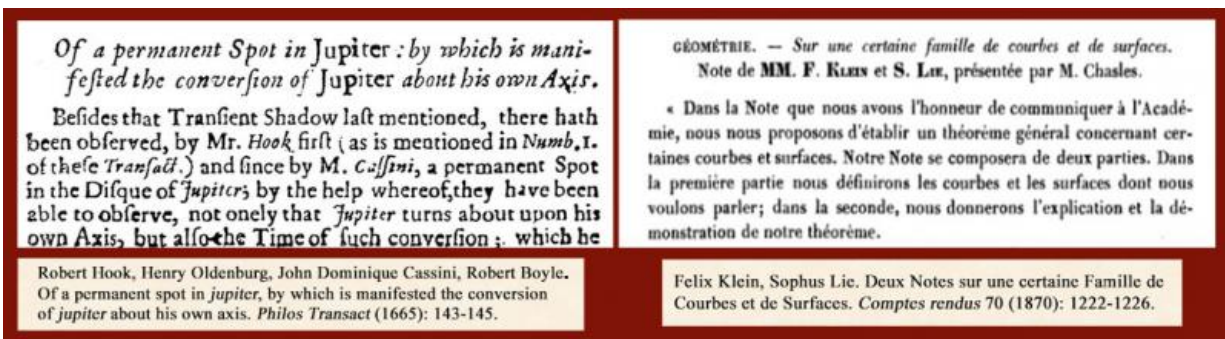 Of a permanent Spot in Jupiter : by which is mani-
feſted the converſion of Jupiter about his own Axis.
Beſides that Tranſient Shadow laſt mentioned, there hath
been obſerved, by Mr. Hook firſt ( as is mentioned in Numb.1.
of theſe Tranſact.) and ſince by M. Caſſini, a permanent Spot
in the Diſque of Jupiter; by the help whereof,they have been
able to obſerve, not onely that Jupiter turns about upon his
own Axis, but alſo the Time of ſuch converſion ; which he
Robert Hook, Henry Oldenburg, John Dominique Cassini, Robert Boyle.
Of a permanent spot in jupiter, by which is manifested the conversion
of jupiter about his own axis. Philos Transact (1665): 143-145.
GÉOMÉTRIE. — Sur une certaine famille de courbes et de surfaces.
Note de MM. F. Klein et S. Lie, présentée par M. Chasles.
« Dans la Note que nous avons l'honneur de communiquer à l'Acadé-
mie, nous nous proposons d'établir un théorème général concernant cer-
taines courbes et surfaces. Notre Note se composera de deux parties. Dans
la première partie nous définirons les courbes et les surfaces dont nous
voulons parler; dans la seconde, nous donnerons l'explication et la dé-
monstration de notre théorème.
Felix Klein, Sophus Lie. Deux Notes sur une certaine Famille de
Courbes et de Surfaces. Comptes rendus 70 (1870): 1222-1226.